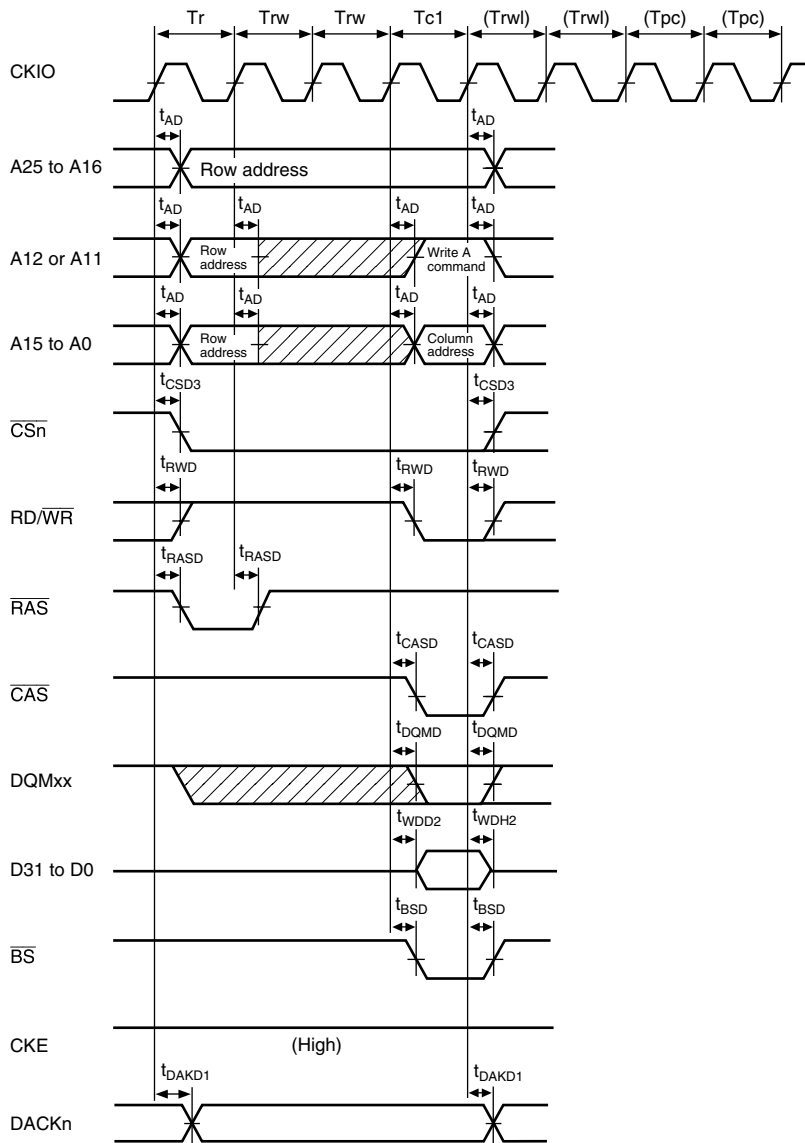 Tr Trw Trw Tc1 (Trwl) (Trwl) (Tpc) (Tpc)
CKIO
tAD tAD
A25 to A16 Row address
tAD tAD tAD tAD
A12 or A11 Row address Write A command
tAD tAD tAD tAD
A15 to A0 Row address Column address
tCSD3 tCSD3
CSn
tRWD tRWD tRWD
RD/WR
tRASD tRASD
RAS
tCASD tCASD
CAS
tDQMD tDQMD
DQMxx
tWDD2 tWDH2
D31 to D0
tBSD tBSD
BS
CKE (High)
tDAKD1 tDAKD1
DACKn